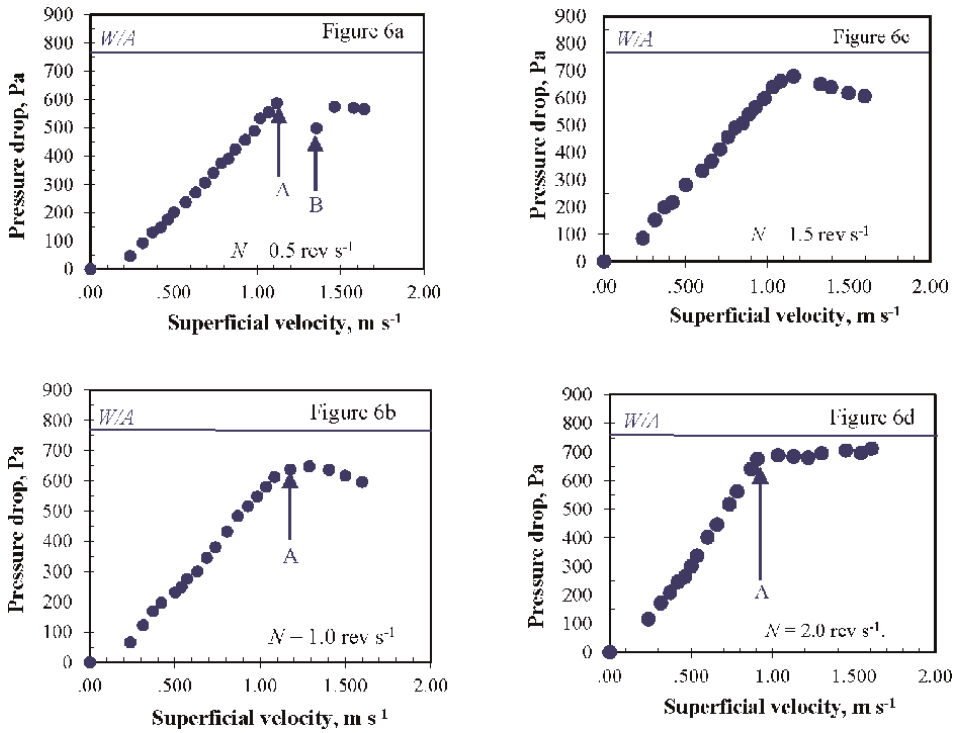 Figure 6a
W/A
Pressure drop, Pa
900
800
700
600
500
400
300
200
100
0
A
B
N 0.5 rev s-1
.00 .500 1.00 1.500 2.00
Superficial velocity, m s-1
Figure 6c
W/A
Pressure drop, Pa
900
800
700
600
500
400
300
200
100
0
N 1.5 rev s-1
.00 .500 1.00 1.500 2.00
Superficial velocity, m s-1
Figure 6b
W/A
Pressure drop, Pa
900
800
700
600
500
400
300
200
100
0
A
N – 1.0 rev s-1
.00 .500 1.00 1.500 2.00
Superficial velocity, m s-1
Figure 6d
W/A
Pressure drop, Pa
900
800
700
600
500
400
300
200
100
0
A
N = 2.0 rev s-1.
.00 .500 1.00 1.500 2.00
Superficial velocity, m s-1